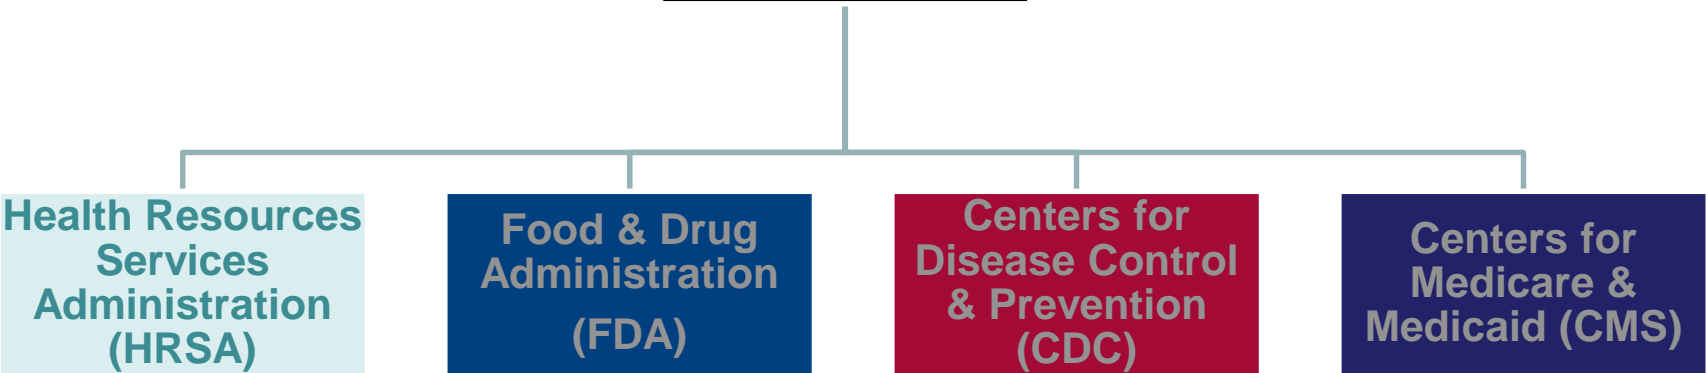 Health Resources
Services
Administration
(HRSA)
Food & Drug
Administration
(FDA)
Centers for
Disease Control
& Prevention
(CDC)
Centers for
Medicare &
Medicaid (CMS)